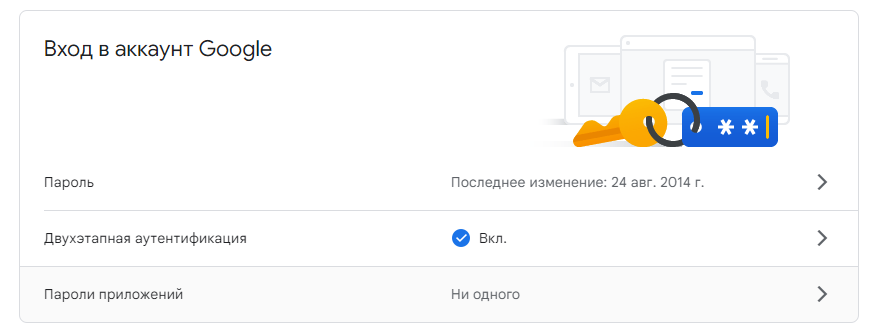 Вход в аккаунт Google
Пароль Последнее изменение: 24 авг. 2014 г.
Двухэтапная аутентификация Вкл.
Пароли приложений Ни одного